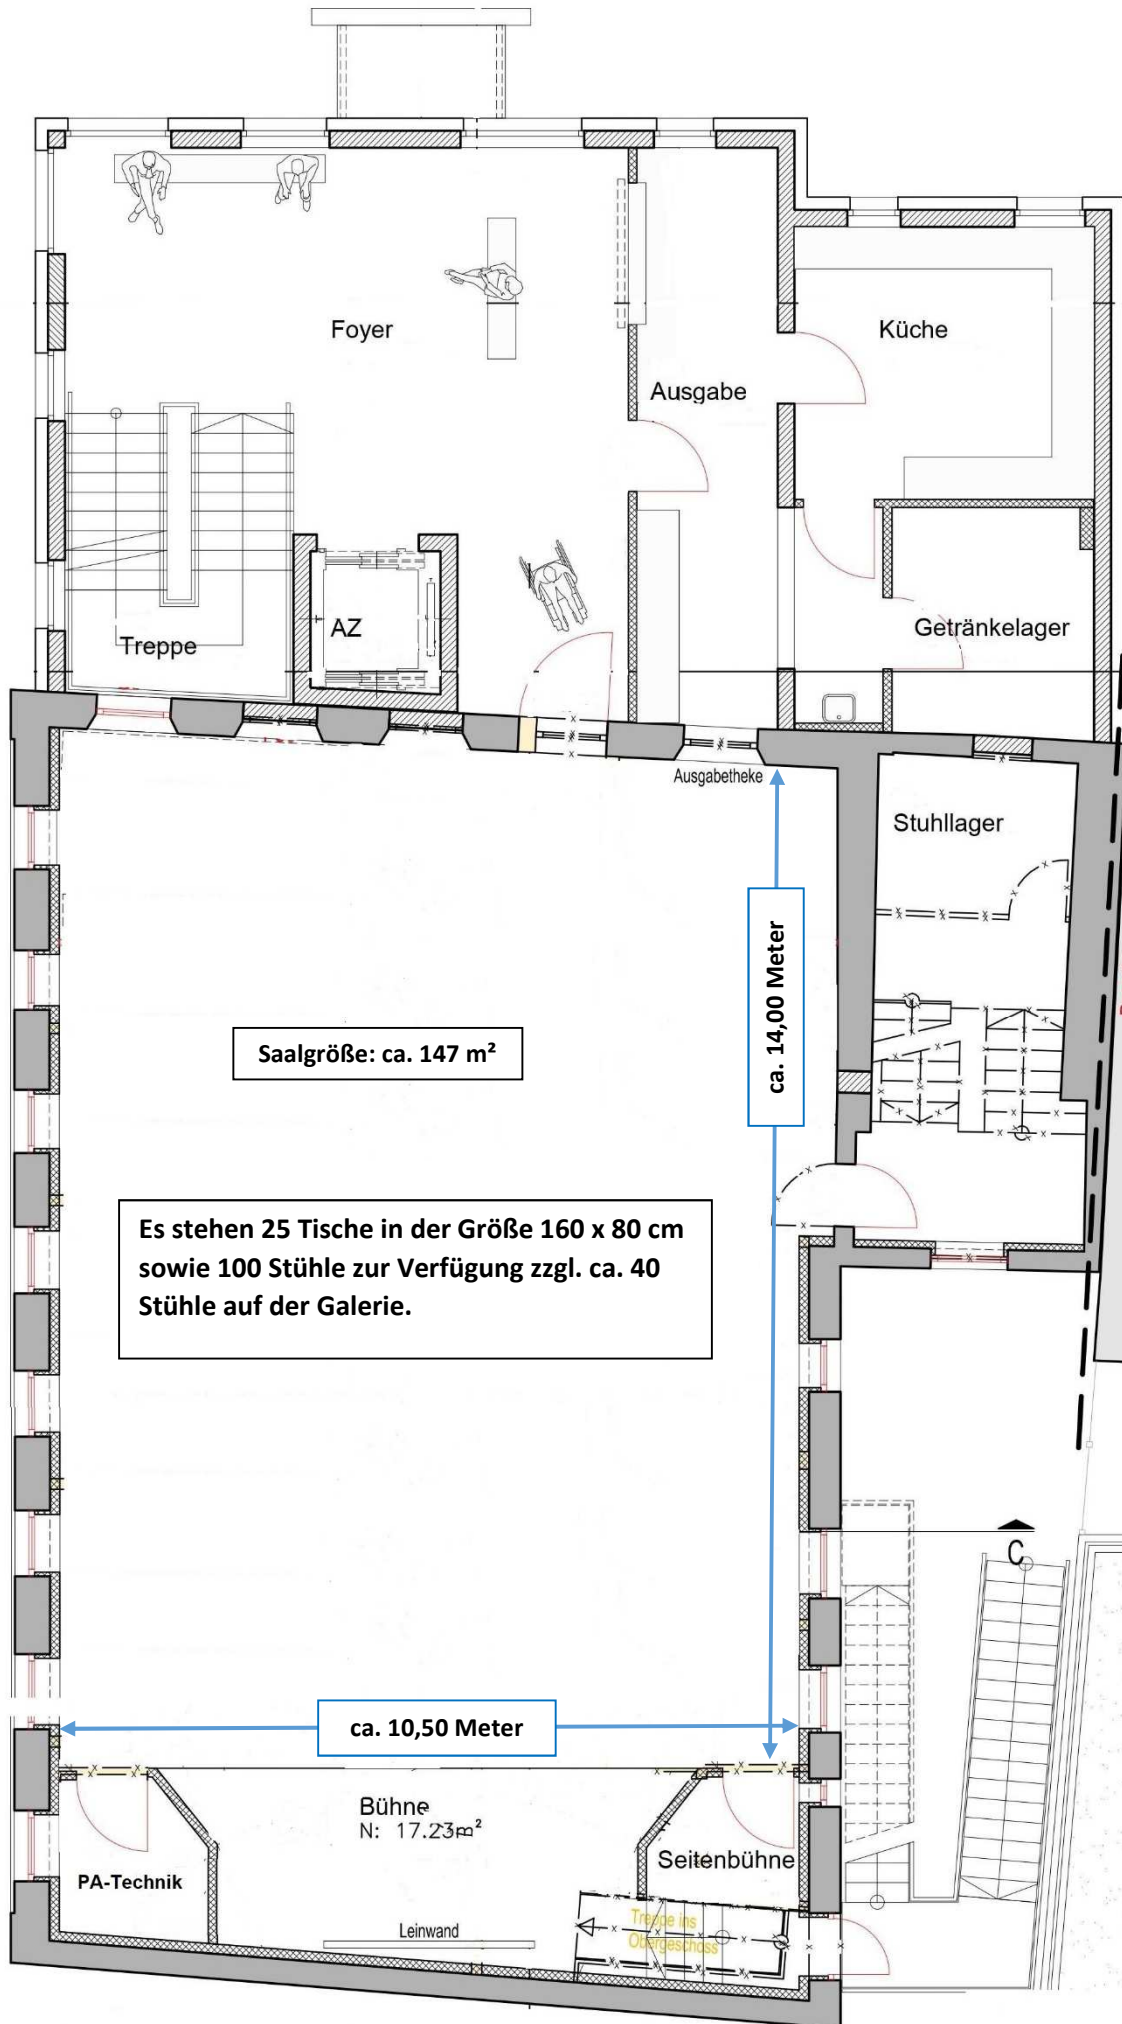 Foyer
Küche
Ausgabe
AZ
Treppe
Getränkelager
Ausgabetheke
Stuhllager
ca. 14,00 Meter
Saalgröße: ca. 147 m²
Es stehen 25 Tische in der Größe 160 x 80 cm
sowie 100 Stühle zur Verfügung zzgl. ca. 40
Stühle auf der Galerie.
C
ca. 10,50 Meter
Bühne
N: 17.23m²
Seitenbühne
PA-Technik
Leinwand
Treppe ins
Obergeschoss